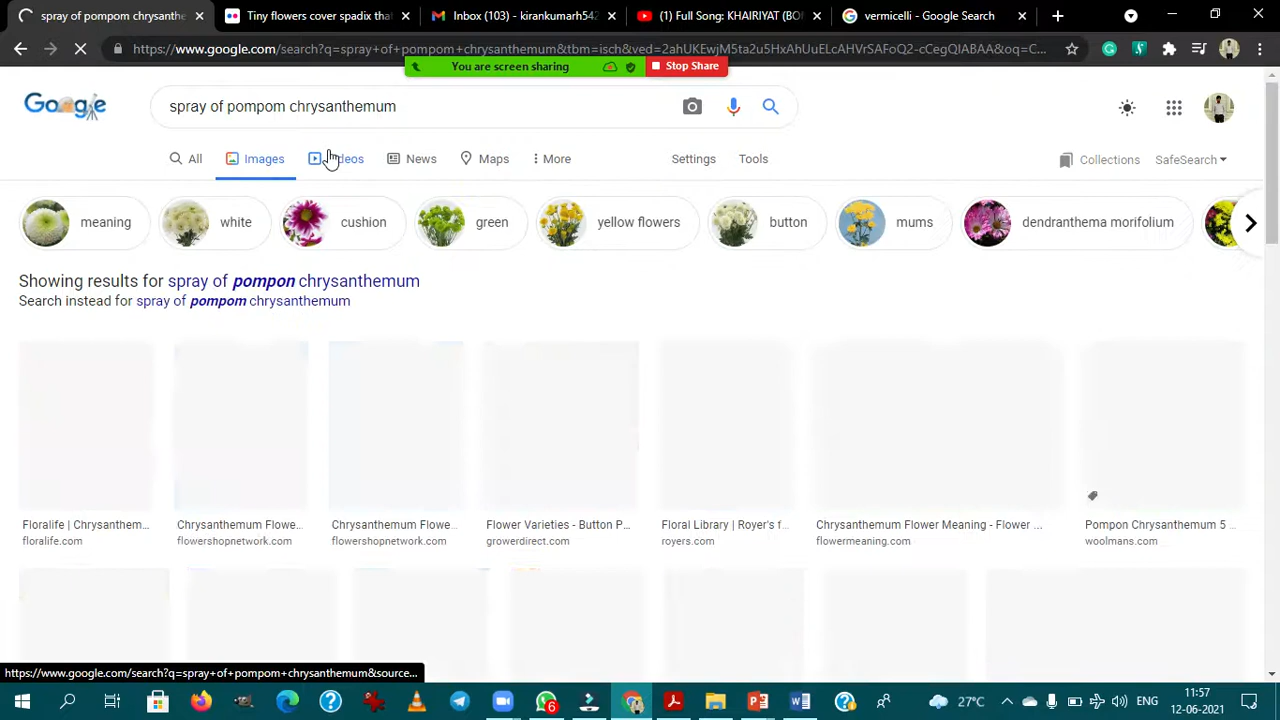 spray of pompom chrysanthe
Tiny flowers cover spadix tha
Inbox (103) - kirankumarh542
(1) Full Song: KHAIRIYAT (BO
vermicelli - Google Search
https://www.google.com/search?q=spray+of+pompom+chrysanthemum&tbm=isch&ved=2ahUKEwjM5ta2u5HxAhUuELcAHVrSAFoQ2-cCegQIABAA&oq=C...
You are screen sharing
Stop Share
Google
spray of pompom chrysanthemum
All
Images
Videos
News
Maps
More
Settings
Tools
Collections
SafeSearch
meaning
white
cushion
green
yellow flowers
button
mums
dendranthema morifolium
Showing results for spray of pompon chrysanthemum
Search instead for spray of pompom chrysanthemum
Floralife | Chrysanthem...
Chrysanthemum Flowe...
Chrysanthemum Flowe...
Flower Varieties - Button P...
Floral Library | Royer's f...
Chrysanthemum Flower Meaning - Flower ...
Pompon Chrysanthemum 5 ...
floralife.com
flowershopnetwork.com
flowershopnetwork.com
growerdirect.com
royers.com
flowermeaning.com
woolmans.com
https://www.google.com/search?q=spray+of+pompom+chrysanthemum&source...
6
27°C
ENG
11:57
12-06-2021